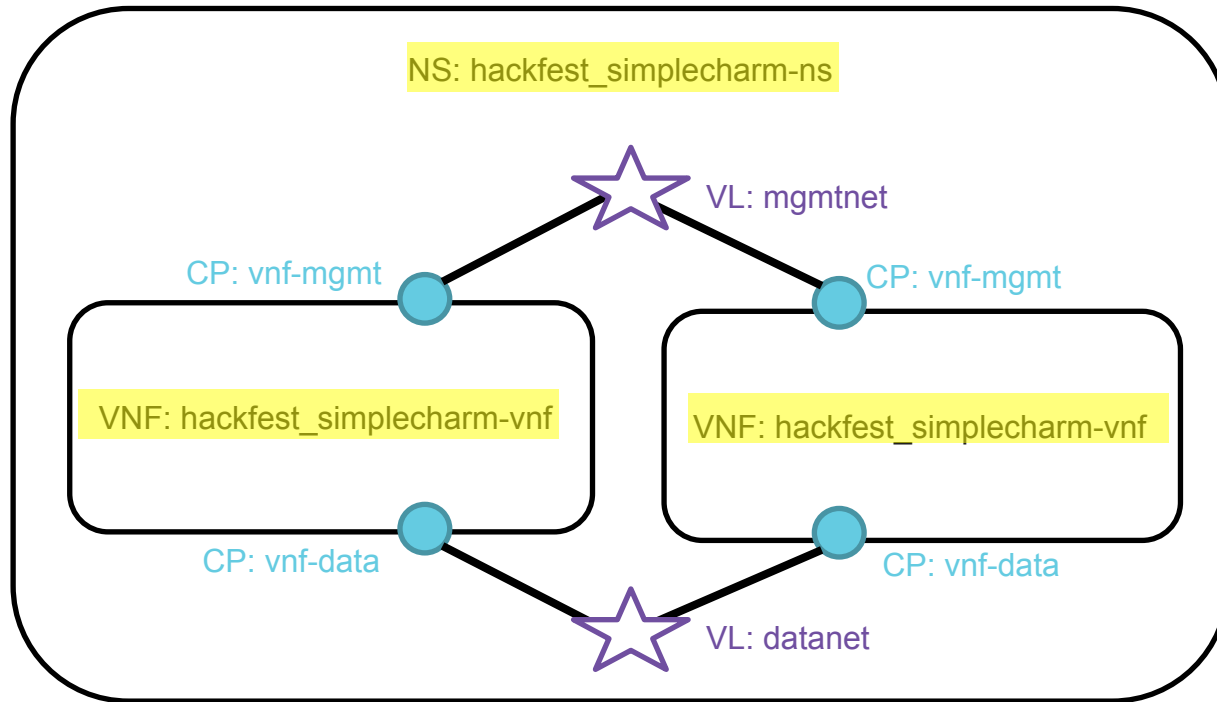 NS: hackfest_simplecharm-ns
VL: mgmtnet
CP: vnf-mgmt
CP: vnf-mgmt
VNF: hackfest_simplecharm-vnf
VNF: hackfest_simplecharm-vnf
CP: vnf-data
CP: vnf-data
VL: datanet